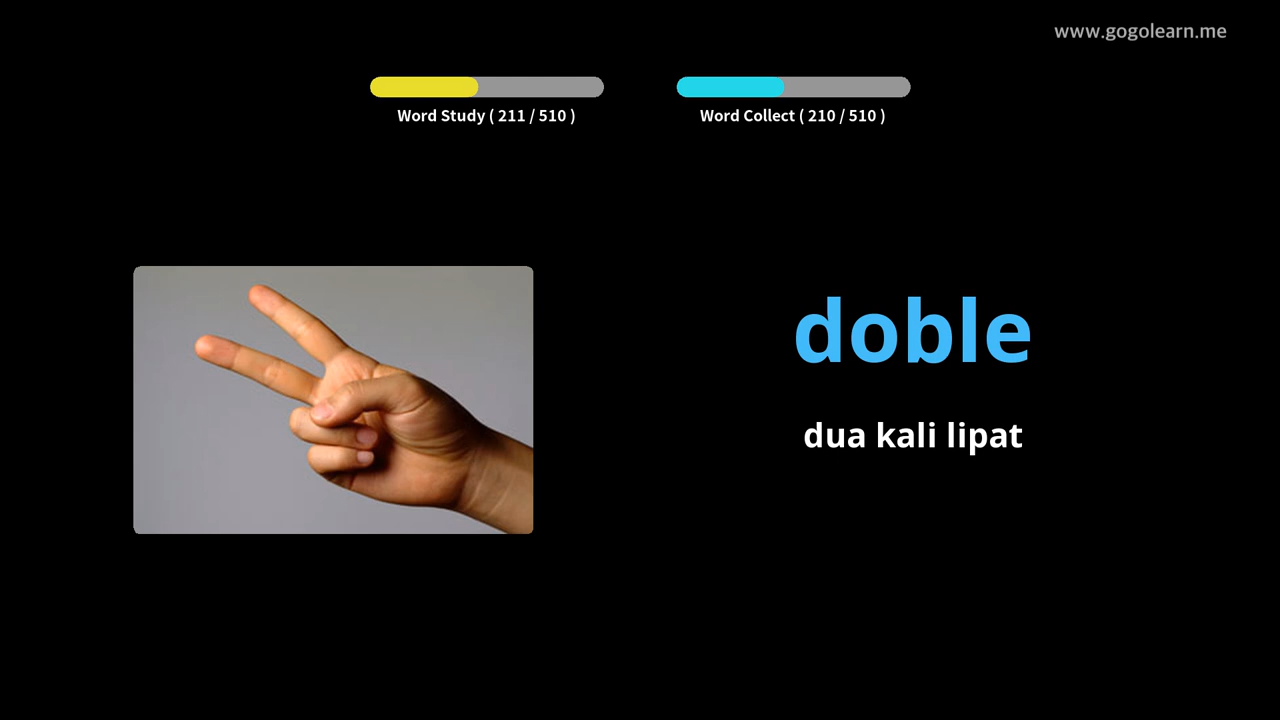 www.gogolearn.me
Word Study ( 211 / 510 )
Word Collect ( 210 / 510 )
doble
dua kali lipat